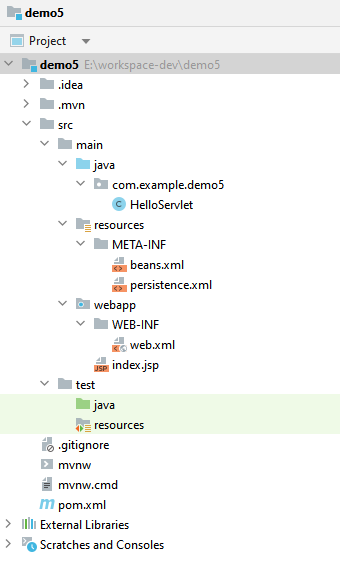 demo5
Project
demo5 E:\workspace-dev\demo5
.idea
.mvn
src
main
java
com.example.demo5
HelloServlet
resources
META-INF
beans.xml
persistence.xml
webapp
WEB-INF
web.xml
index.jsp
test
java
resources
.gitignore
mvnw
mvnw.cmd
pom.xml
External Libraries
Scratches and Consoles